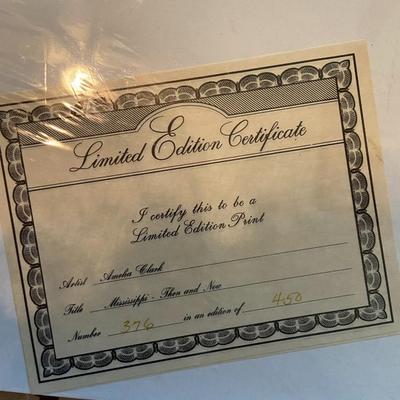 Limited Edition Certificate
I certify this to be a
Limited Edition Print
Artist Amelia Clark
Title Mississippi - Then and Now
Number 376 in an edition of 450